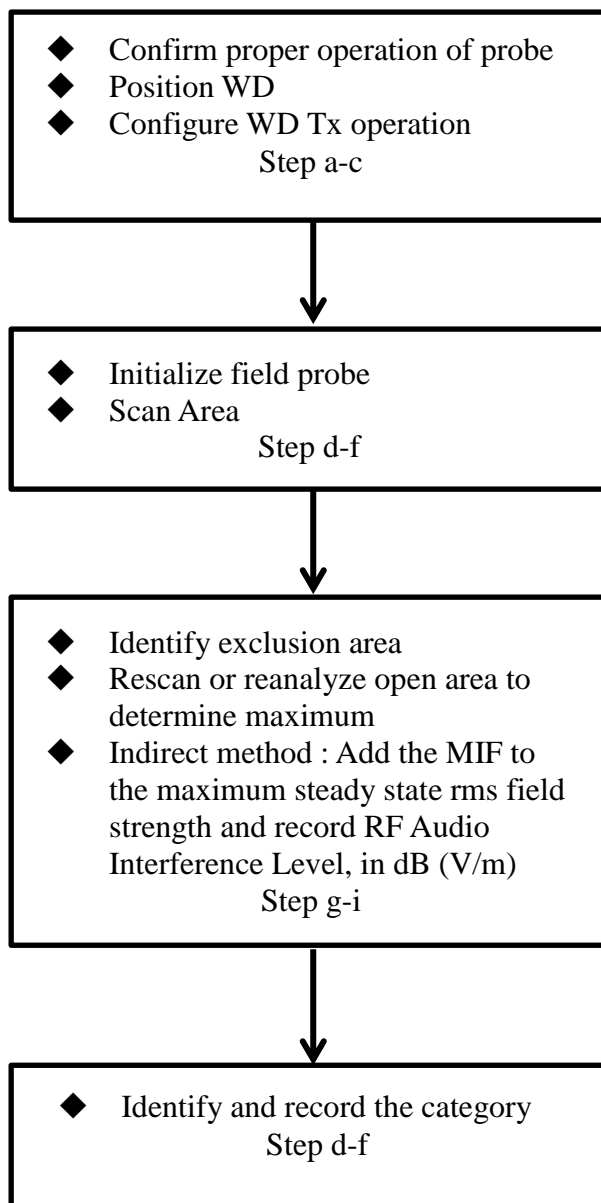 ◆ Confirm proper operation of probe
◆ Position WD
◆ Configure WD Tx operation
Step a-c
◆ Initialize field probe
◆ Scan Area
Step d-f
◆ Identify exclusion area
◆ Rescan or reanalyze open area to
determine maximum
◆ Indirect method : Add the MIF to
the maximum steady state rms field
strength and record RF Audio
Interference Level, in dB (V/m)
Step g-i
◆ Identify and record the category
Step d-f